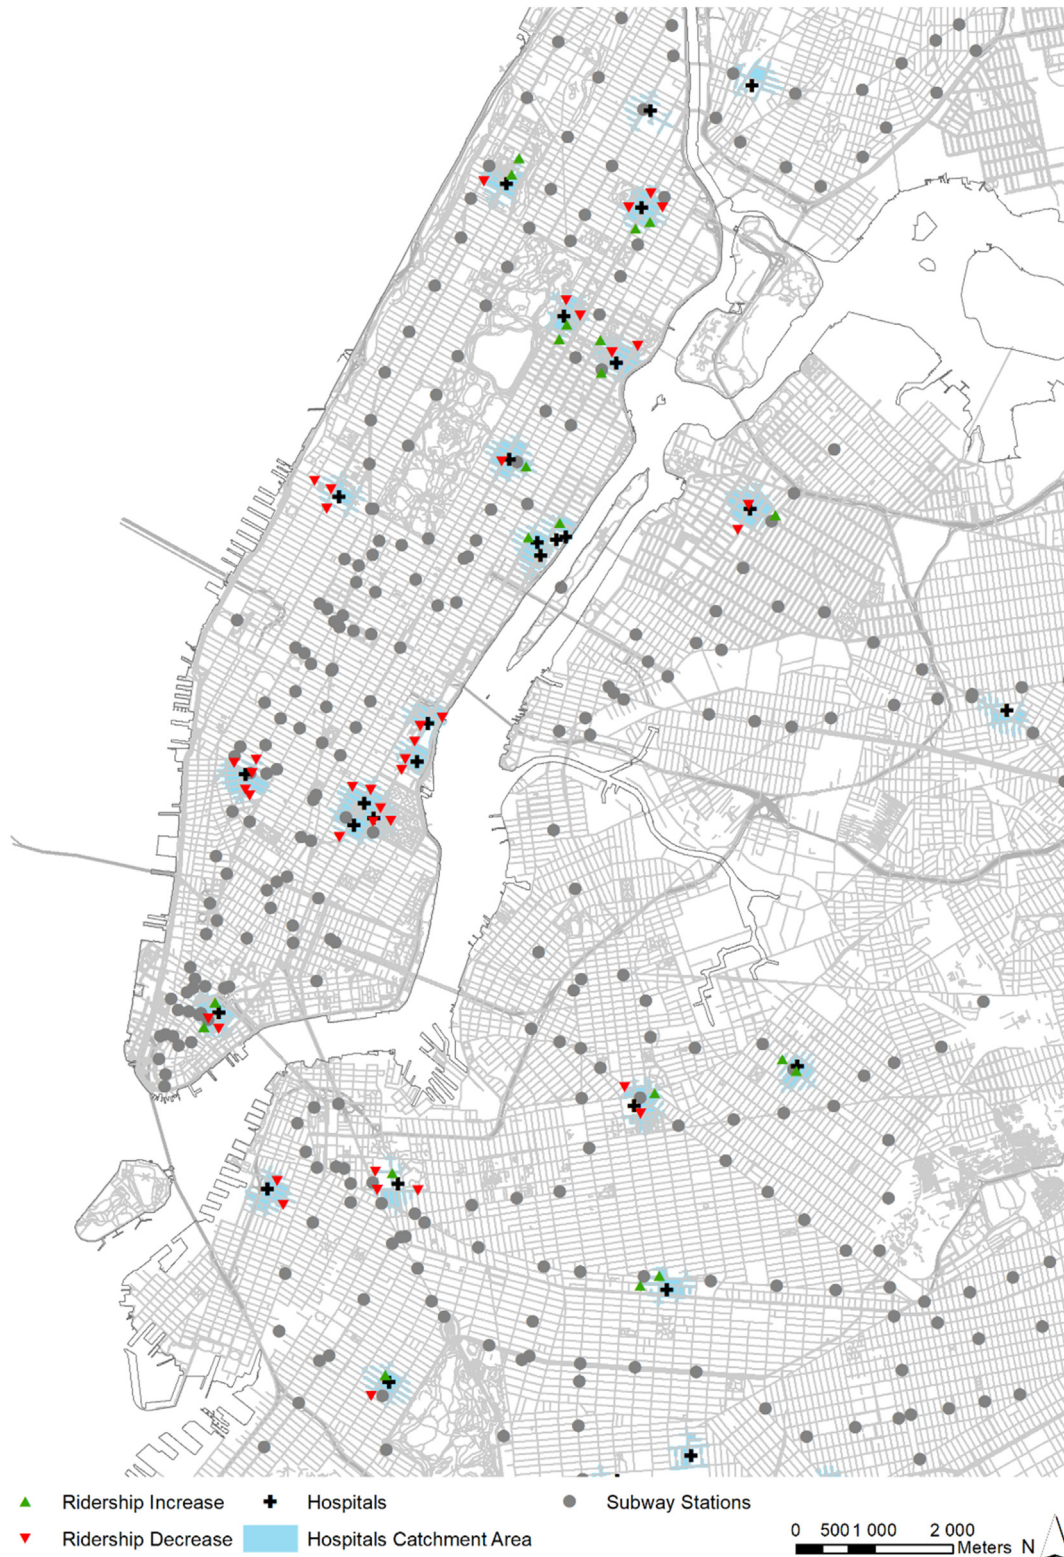 Ridership Increase
Hospitals
Subway Stations
Ridership Decrease
Hospitals Catchment Area
0 500 1 000 2 000
Meters N